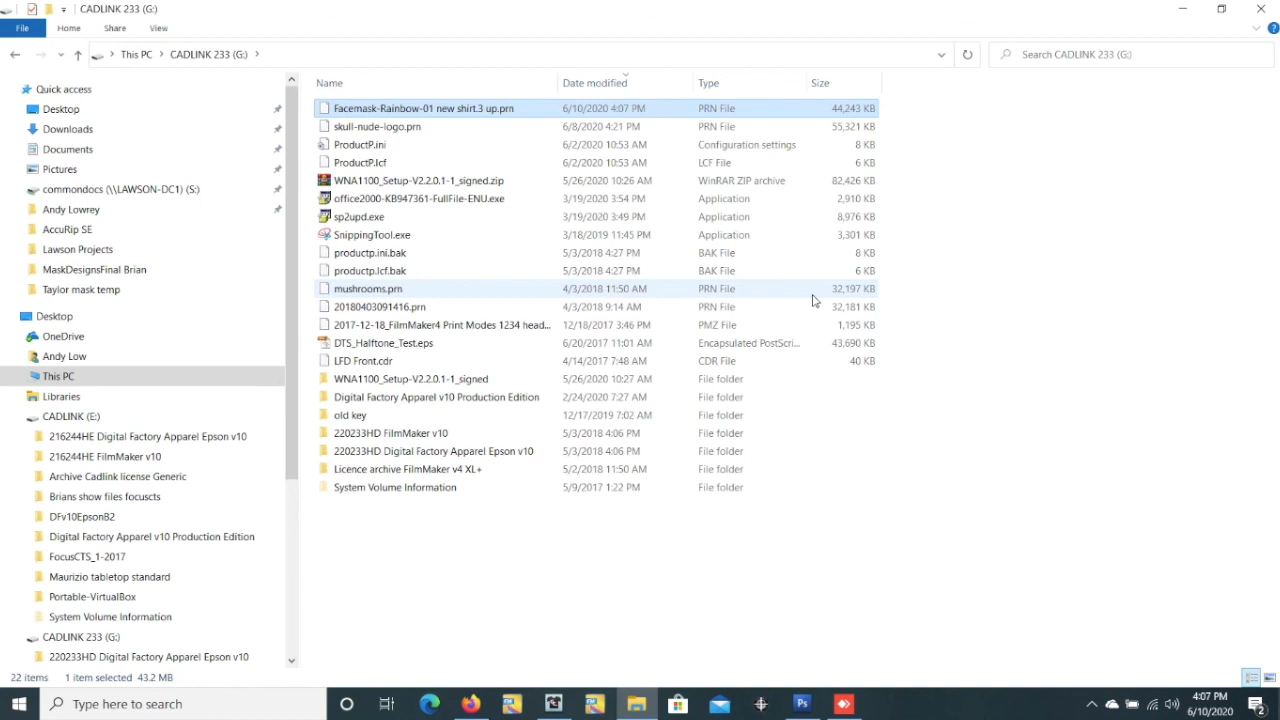 CADLINK 233 (G:)
File Home Share View
This PC CADLINK 233 (G:) Search CADLINK 233 (G:)
Quick access
Desktop
Downloads
Documents
Pictures
commondocs (\\LAWSON-DC1) (S:)
Andy Lowrey
AccuRip SE
Lawson Projects
MaskDesignsFinal Brian
Taylor mask temp
Desktop
OneDrive
Andy Low
This PC
Libraries
CADLINK (E:)
216244HE Digital Factory Apparel Epson v10
216244HE FilmMaker v10
Archive Cadlink license Generic
Brians show files focuscts
DFv10EpsonB2
Digital Factory Apparel v10 Production Edition
FocusCTS_1-2017
Maurizio tabletop standard
Portable-VirtualBox
System Volume Information
CADLINK 233 (G:)
220233HD Digital Factory Apparel Epson v10
Name Date modified Type Size
Facemask-Rainbow-01 new shirt.3 up.prn 6/10/2020 4:07 PM PRN File 44,243 KB
skull-nude-logo.prn 6/8/2020 4:21 PM PRN File 55,321 KB
ProductP.ini 6/2/2020 10:53 AM Configuration settings 8 KB
ProductP.lcf 6/2/2020 10:53 AM LCF File 6 KB
WNA1100_Setup-V2.2.0.1-1_signed.zip 5/26/2020 10:26 AM WinRAR ZIP archive 82,426 KB
office2000-KB947361-FullFile-ENU.exe 3/19/2020 3:54 PM Application 2,910 KB
sp2upd.exe 3/19/2020 3:49 PM Application 8,976 KB
SnippingTool.exe 3/18/2019 11:45 PM Application 3,301 KB
productp.ini.bak 5/3/2018 4:27 PM BAK File 8 KB
productp.lcf.bak 5/3/2018 4:27 PM BAK File 6 KB
mushrooms.prn 4/3/2018 11:50 AM PRN File 32,197 KB
20180403091416.prn 4/3/2018 9:14 AM PRN File 32,181 KB
2017-12-18_FilmMaker4 Print Modes 1234 head... 12/18/2017 3:46 PM PMZ File 1,195 KB
DTS_Halftone_Test.eps 6/20/2017 11:01 AM Encapsulated PostScri... 43,690 KB
LFD Front.cdr 4/14/2017 7:48 AM CDR File 40 KB
WNA1100_Setup-V2.2.0.1-1_signed 5/26/2020 10:27 AM File folder
Digital Factory Apparel v10 Production Edition 2/24/2020 7:27 AM File folder
old key 12/17/2019 7:02 AM File folder
220233HD FilmMaker v10 5/3/2018 4:06 PM File folder
220233HD Digital Factory Apparel Epson v10 5/3/2018 4:06 PM File folder
Licence archive FilmMaker v4 XL+ 5/2/2018 11:50 AM File folder
System Volume Information 5/9/2017 1:22 PM File folder
22 items 1 item selected 43.2 MB
Type here to search
Ps
4:07 PM
6/10/2020
2